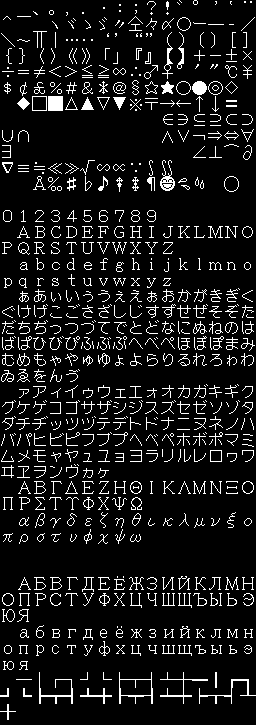 ＾￣＿ヽヾゝゞ〃仝々〆〇ー―‐／
＼～∥｜…‥‘’“”（）〔〕［］
｛｝〈〉《》「」『』【】＋－±×
÷＝≠＜＞≦≧∞∴♂♀°′″℃￥
＄￠￡％＃＆＊＠§☆★○●◎◇
◆□■△▲▽▼※〒→←↑↓〓
∈∋⊆⊇⊂⊃
∪∩ ∧∨¬⇒⇔∀
∃ ∠⊥⌒∂
∇≡≒≪≫√∽∝∵∫∬
Å‰♯♭♪†‡¶ ◯
０１２３４５６７８９
ＡＢＣＤＥＦＧＨＩＪＫＬＭＮＯ
ＰＱＲＳＴＵＶＷＸＹＺ
ａｂｃｄｅｆｇｈｉｊｋｌｍｎｏ
ｐｑｒｓｔｕｖｗｘｙｚ
ぁあぃいぅうぇえぉおかがきぎく
ぐけげこごさざしじすずせぜそぞた
だちぢっつづてでとどなにぬねのは
ばぱひびぴふぶぷへべぺほぼぽまみ
むめもゃやゅゆょよらりるれろゎわ
ゐゑをんゔ
ァアィイゥウェエォオカガキギク
グケゲコゴサザシジスズセゼソゾタ
ダチヂッツヅテデトドナニヌネノハ
バパヒビピフブプヘベペホボポマミ
ムメモャヤュユョヨラリルレロヮワ
ヰヱヲンヴヵヶ
ΑΒΓΔΕΖΗΘΙΚΛΜΝΞΟ
ΠΡΣΤΥΦΧΨΩ
αβγδεζηθικλμνξο
πρστυφχψω
АБВГДЕЁЖЗИЙКЛМН
ОПРСТУФХЦЧШЩЪЫЬЭ
ЮЯ
абвгдеёжзийклмн
опрстуфхцчшщъыьэ
юя